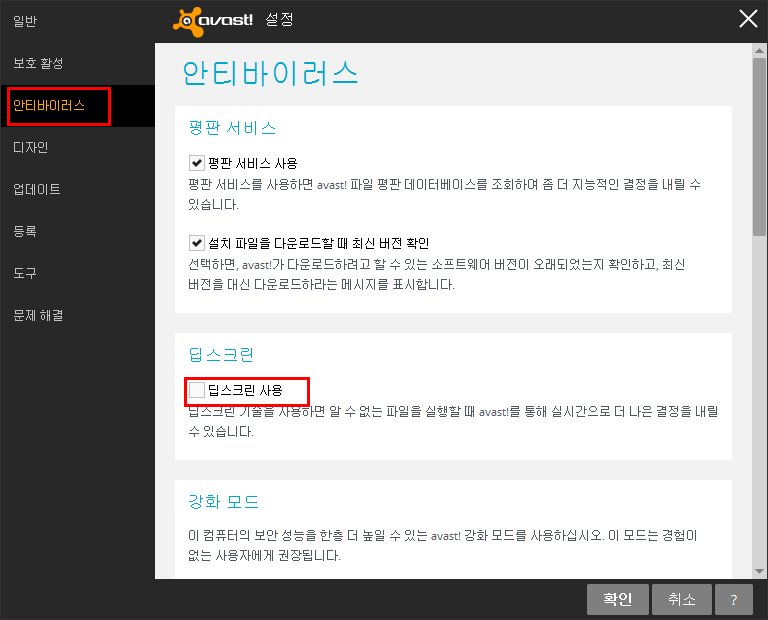 avast! 설정
일반
보호 활성
안티바이러스
디자인
업데이트
등록
도구
문제 해결
안티바이러스
평판 서비스
평판 서비스 사용
평판 서비스를 사용하면 avast! 파일 평판 데이터베이스를 조회하여 좀 더 지능적인 결정을 내릴 수
있습니다.
설치 파일을 다운로드할 때 최신 버전 확인
선택하면, avast!가 다운로드하려고 할 수 있는 소프트웨어 버전이 오래되었는지 확인하고, 최신
버전을 대신 다운로드하라는 메시지를 표시합니다.
딥스크린
딥스크린 사용
딥스크린 기술을 사용하면 알 수 없는 파일을 실행할 때 avast!를 통해 실시간으로 더 나은 결정을 내릴
수 있습니다.
강화 모드
이 컴퓨터의 보안 성능을 한층 더 높일 수 있는 avast! 강화 모드를 사용하십시오. 이 모드는 경험이
없는 사용자에게 권장됩니다.
확인
취소
?